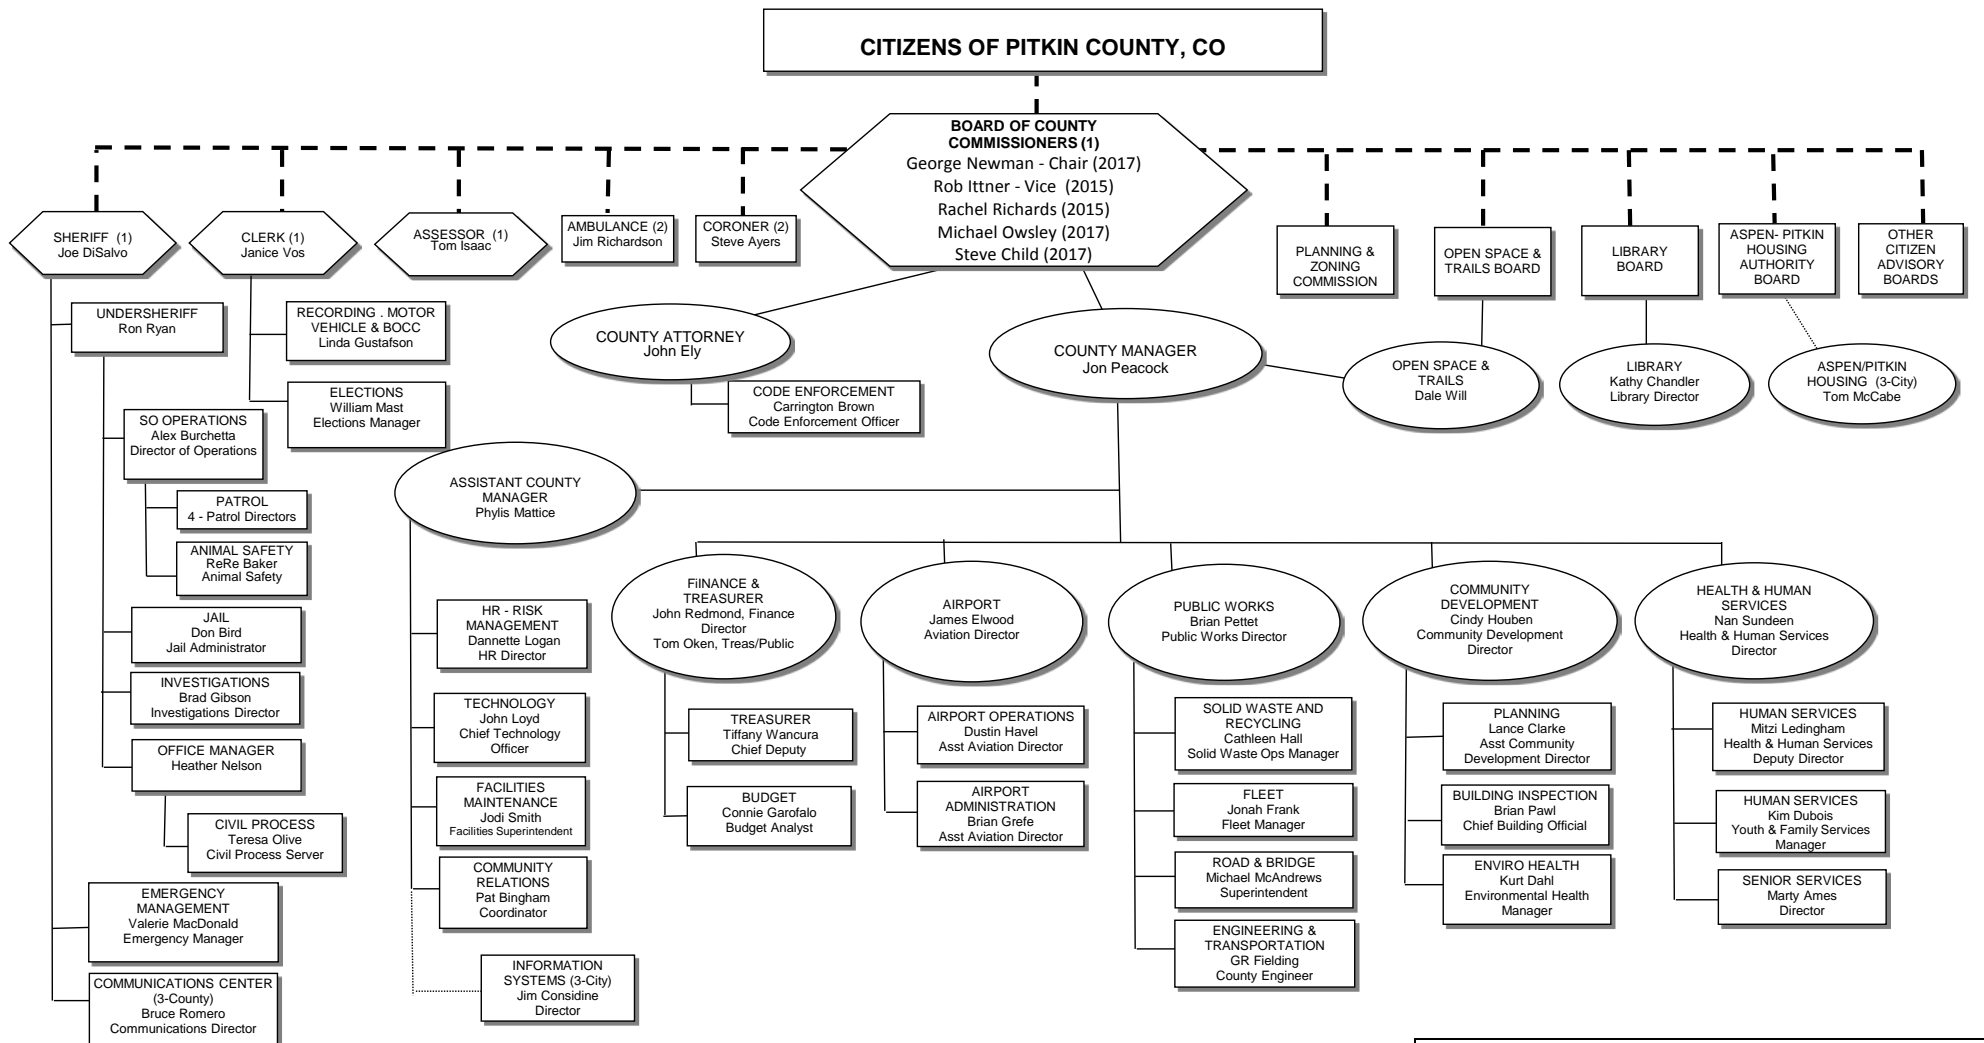 CITIZENS OF PITKIN COUNTY, CO
BOARD OF COUNTY
COMMISSIONERS (1)
George Newman - Chair (2017)
Rob Ittner - Vice (2015)
Rachel Richards (2015)
Michael Owsley (2017)
Steve Child (2017)
SHERIFF (1)
Joe DiSalvo
CLERK (1)
Janice Vos
ASSESSOR (1)
Tom Isaac
AMBULANCE (2)
Jim Richardson
CORONER (2)
Steve Ayers
PLANNING &
ZONING
COMMISSION
OPEN SPACE &
TRAILS BOARD
LIBRARY
BOARD
ASPEN- PITKIN
HOUSING
AUTHORITY
BOARD
OTHER
CITIZEN
ADVISORY
BOARDS
UNDERSHERIFF
Ron Ryan
RECORDING . MOTOR
VEHICLE & BOCC
Linda Gustafson
ELECTIONS
William Mast
Elections Manager
COUNTY ATTORNEY
John Ely
CODE ENFORCEMENT
Carrington Brown
Code Enforcement Officer
COUNTY MANAGER
Jon Peacock
OPEN SPACE &
TRAILS
Dale Will
LIBRARY
Kathy Chandler
Library Director
ASPEN/PITKIN
HOUSING (3-City)
Tom McCabe
SO OPERATIONS
Alex Burchetta
Director of Operations
PATROL
4 - Patrol Directors
ANIMAL SAFETY
ReRe Baker
Animal Safety
JAIL
Don Bird
Jail Administrator
INVESTIGATIONS
Brad Gibson
Investigations Director
OFFICE MANAGER
Heather Nelson
CIVIL PROCESS
Teresa Olive
Civil Process Server
EMERGENCY
MANAGEMENT
Valerie MacDonald
Emergency Manager
COMMUNICATIONS CENTER
(3-County)
Bruce Romero
Communications Director
ASSISTANT COUNTY
MANAGER
Phylis Mattice
HR - RISK
MANAGEMENT
Dannette Logan
HR Director
TECHNOLOGY
John Loyd
Chief Technology
Officer
FACILITIES
MAINTENANCE
Jodi Smith
Facilities Superintendent
COMMUNITY
RELATIONS
Pat Bingham
Coordinator
INFORMATION
SYSTEMS (3-City)
Jim Considine
Director
FiINANCE &
TREASURER
John Redmond, Finance
Director
Tom Oken, Treas/Public
TREASURER
Tiffany Wancura
Chief Deputy
BUDGET
Connie Garofalo
Budget Analyst
AIRPORT
James Elwood
Aviation Director
AIRPORT OPERATIONS
Dustin Havel
Asst Aviation Director
AIRPORT
ADMINISTRATION
Brian Grefe
Asst Aviation Director
PUBLIC WORKS
Brian Pettet
Public Works Director
SOLID WASTE AND
RECYCLING
Cathleen Hall
Solid Waste Ops Manager
FLEET
Jonah Frank
Fleet Manager
ROAD & BRIDGE
Michael McAndrews
Superintendent
ENGINEERING &
TRANSPORTATION
GR Fielding
County Engineer
COMMUNITY
DEVELOPMENT
Cindy Houben
Community Development
Director
PLANNING
Lance Clarke
Asst Community
Development Director
BUILDING INSPECTION
Brian Pawl
Chief Building Official
ENVIRO HEALTH
Kurt Dahl
Environmental Health
Manager
HEALTH & HUMAN
SERVICES
Nan Sundeen
Health & Human Services
Director
HUMAN SERVICES
Mitzi Ledingham
Health & Human Services
Deputy Director
HUMAN SERVICES
Kim Dubois
Youth & Family Services
Manager
SENIOR SERVICES
Marty Ames
Director